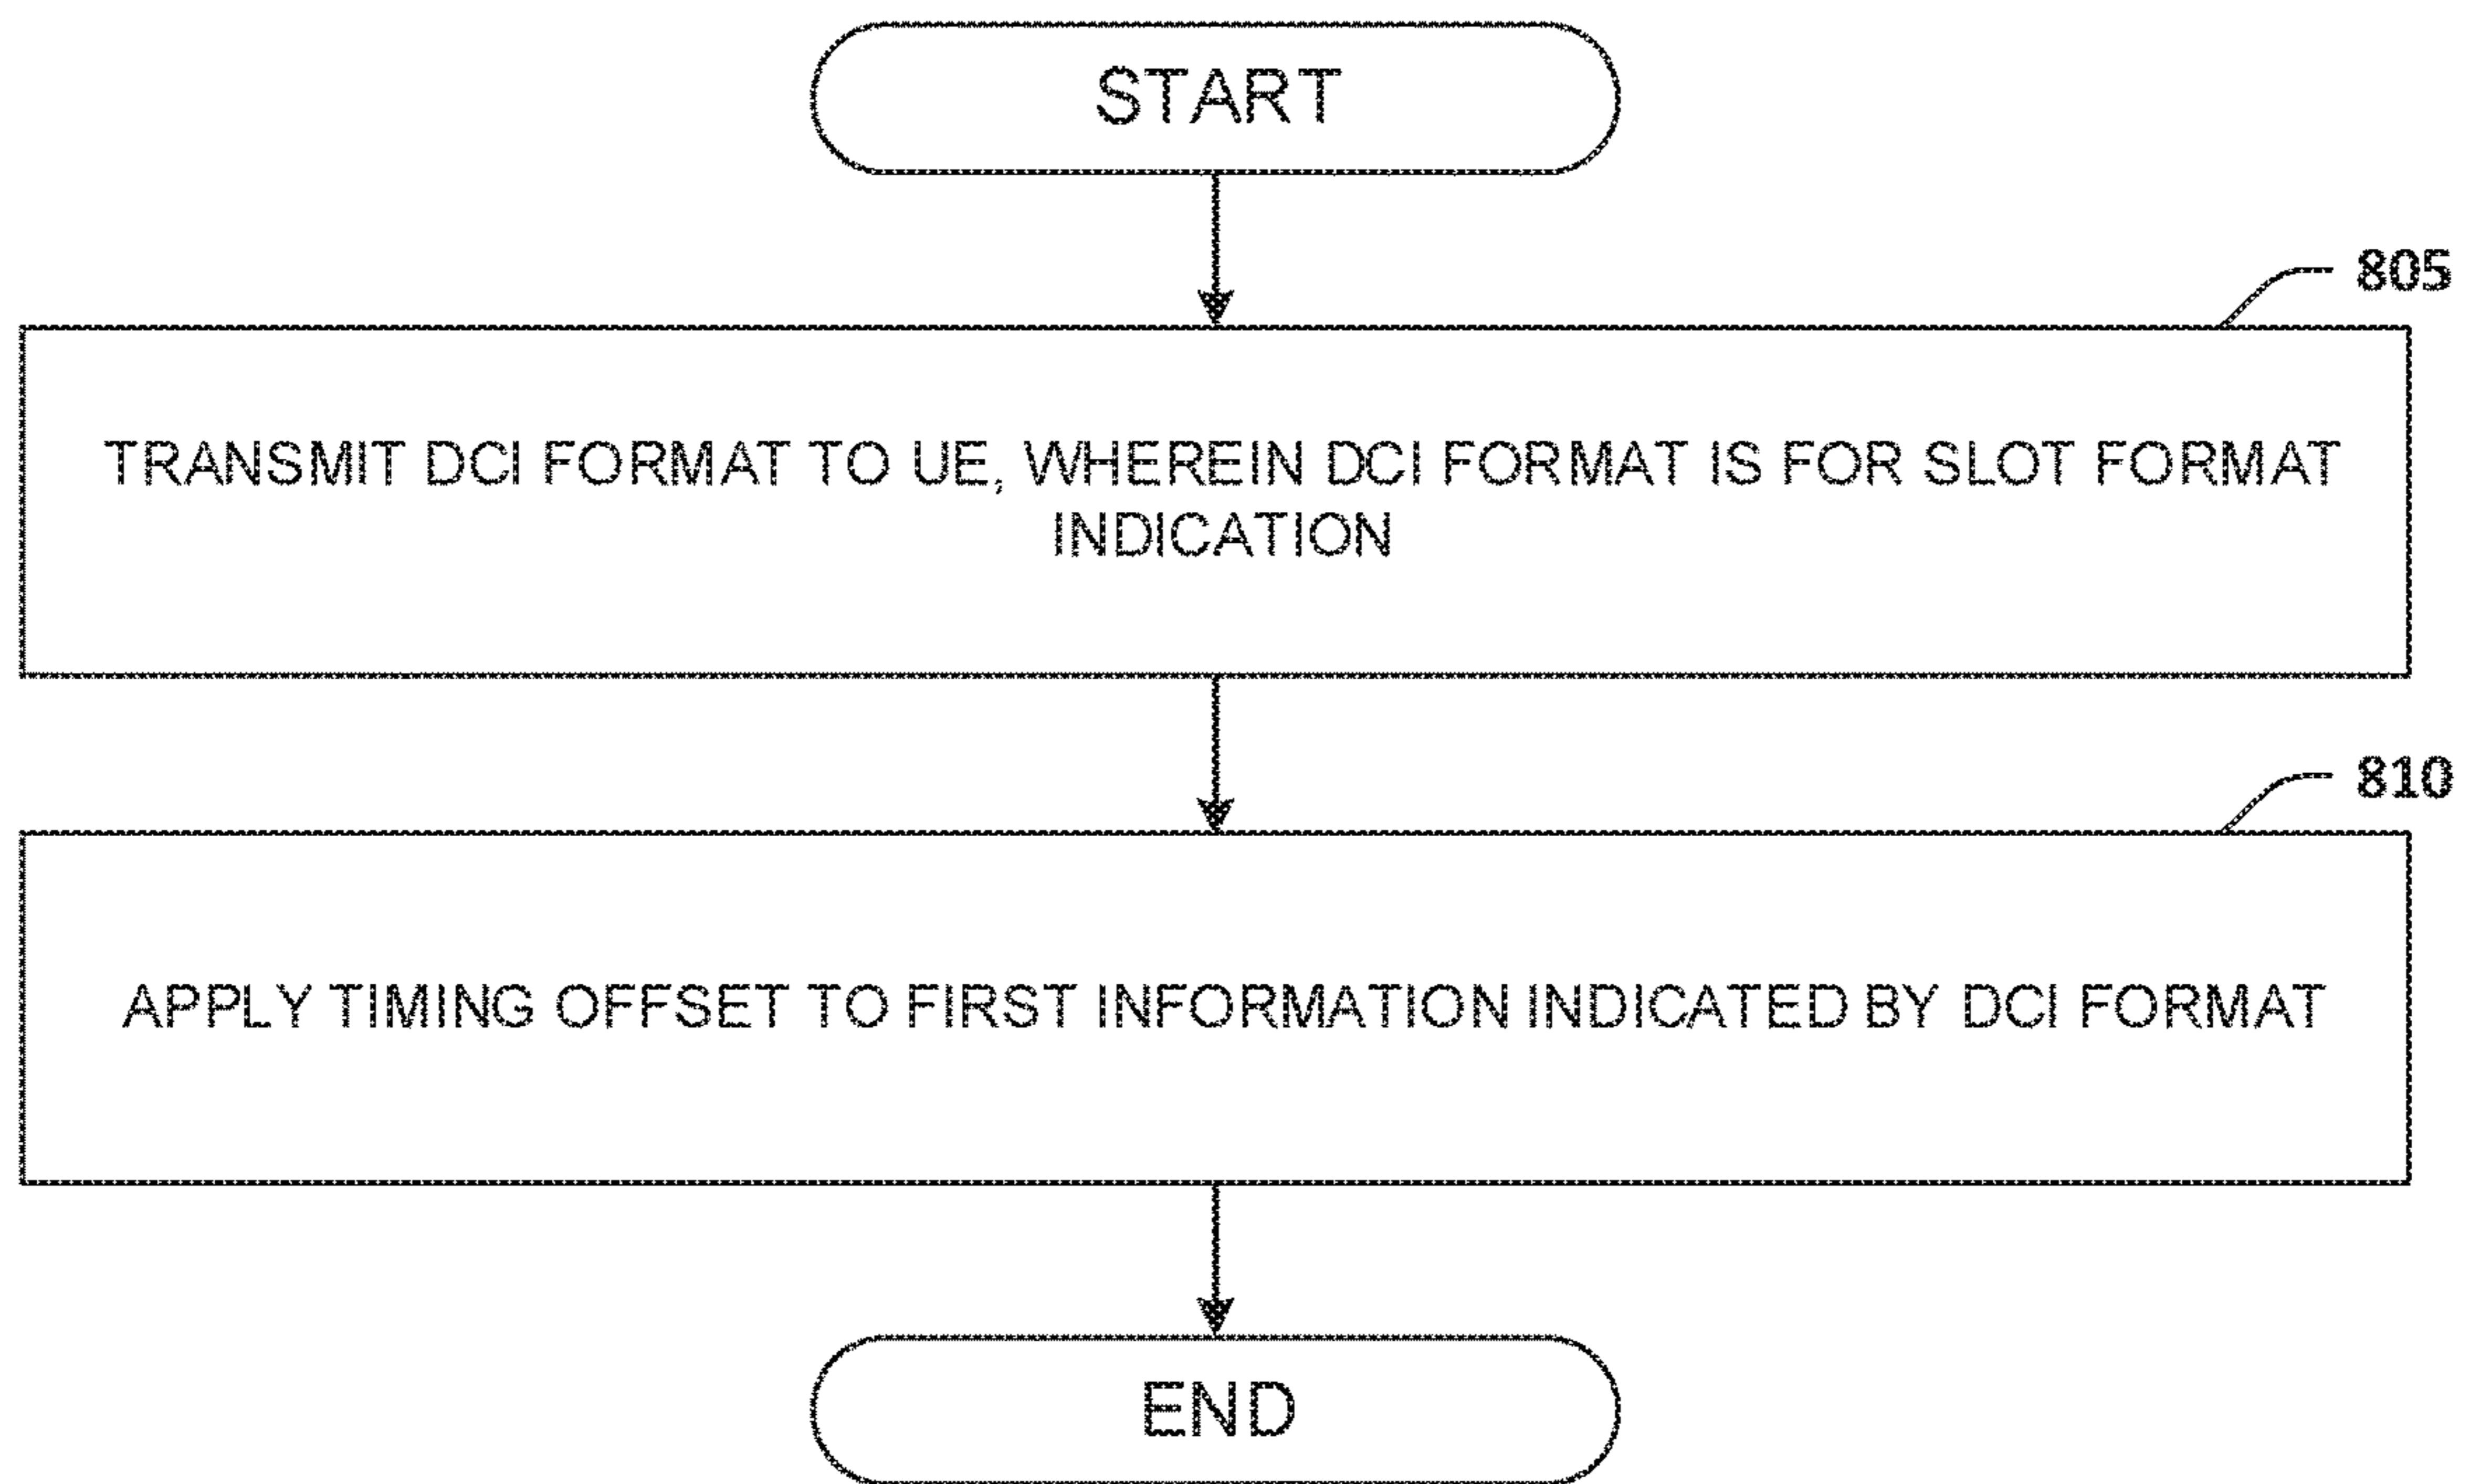 START
805
TRANSMIT DCI FORMAT TO UE, WHEREIN DCI FORMAT IS FOR SLOT FORMAT
INDICATION
810
APPLY TIMING OFFSET TO FIRST INFORMATION INDICATED BY DCI FORMAT
END